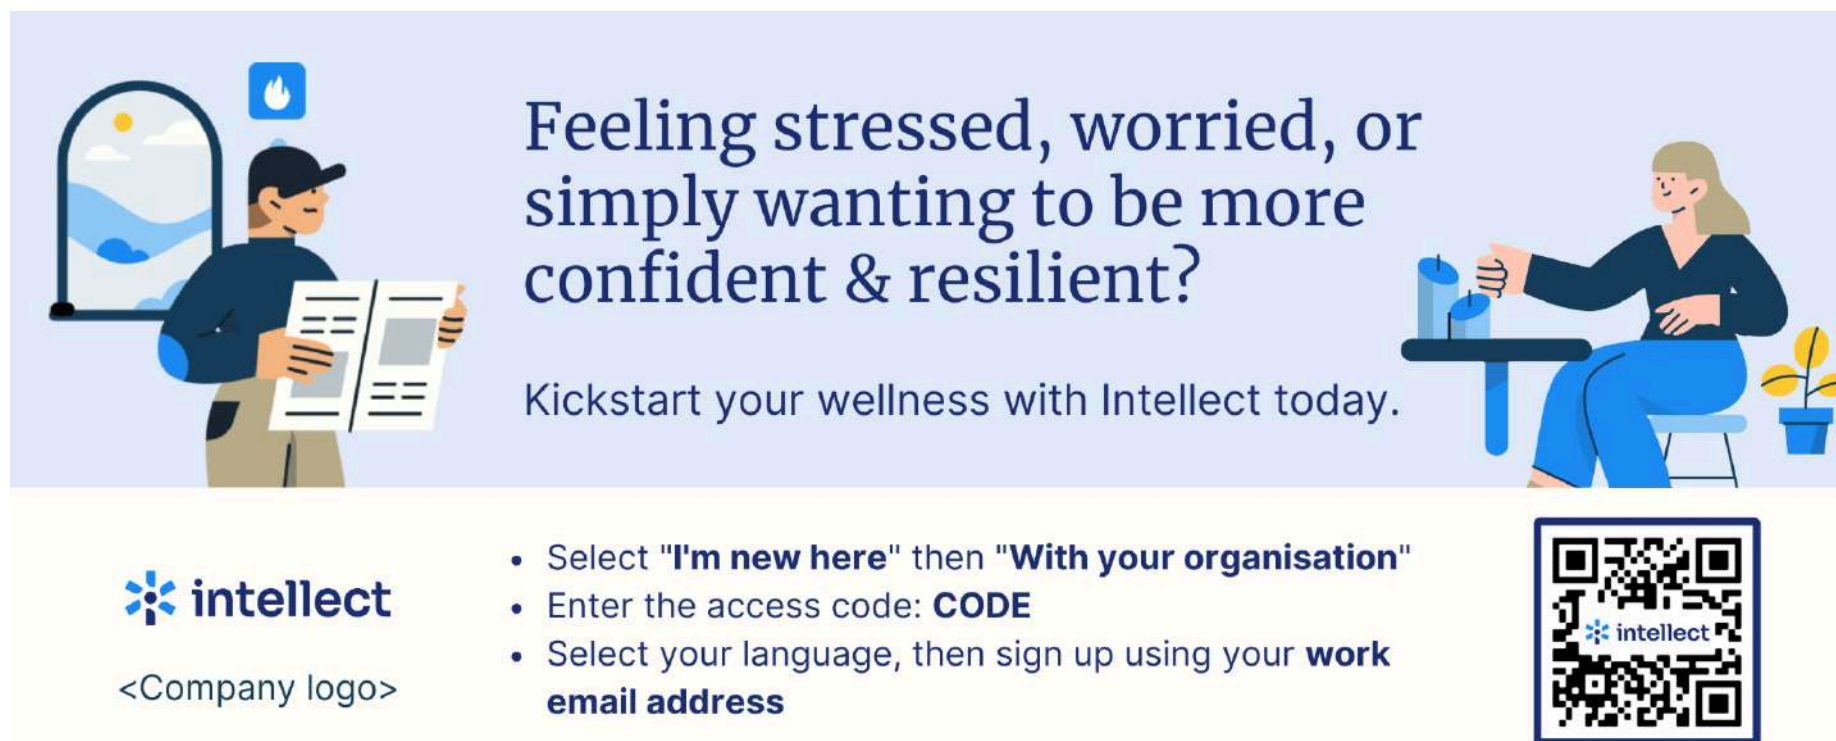 Feeling stressed, worried, or
simply wanting to be more
confident & resilient?
Kickstart your wellness with Intellect today.
intellect
<Company logo>
• Select "I'm new here" then "With your organisation"
• Enter the access code: CODE
• Select your language, then sign up using your work
email address
intellect